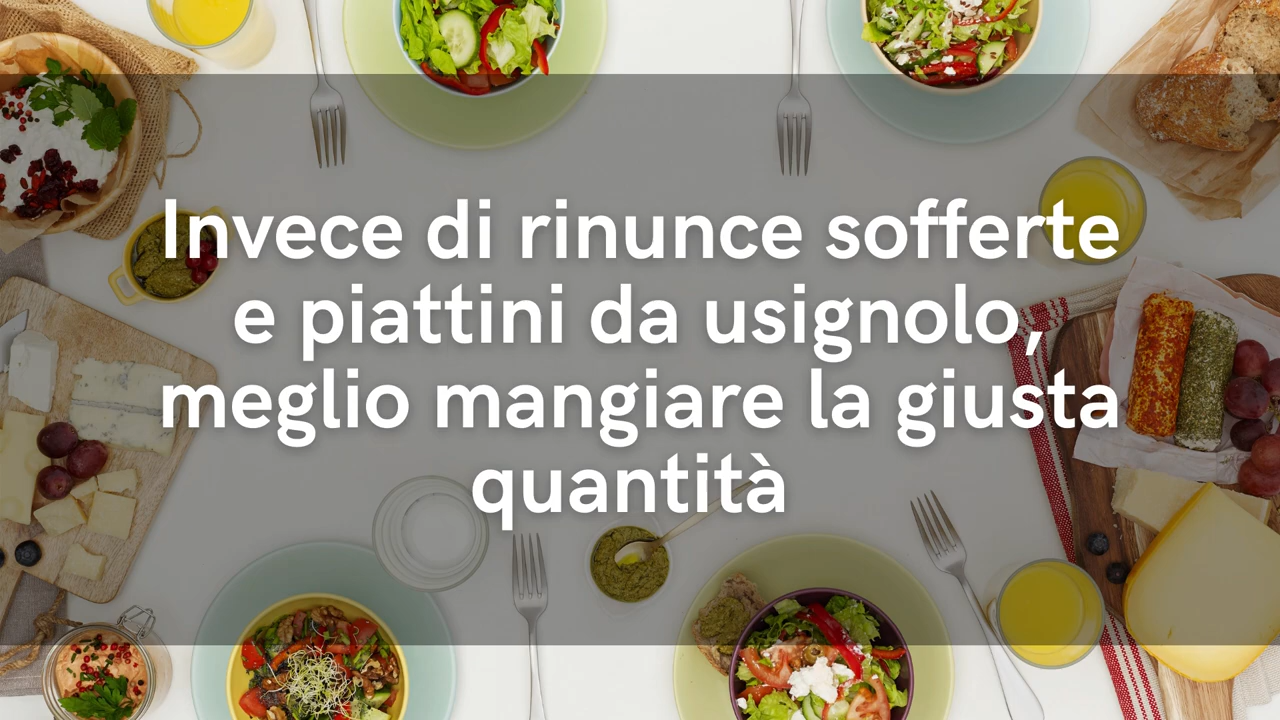 Invece di rinunce sofferte
e piattini da usignolo,
meglio mangiare la giusta
quantità